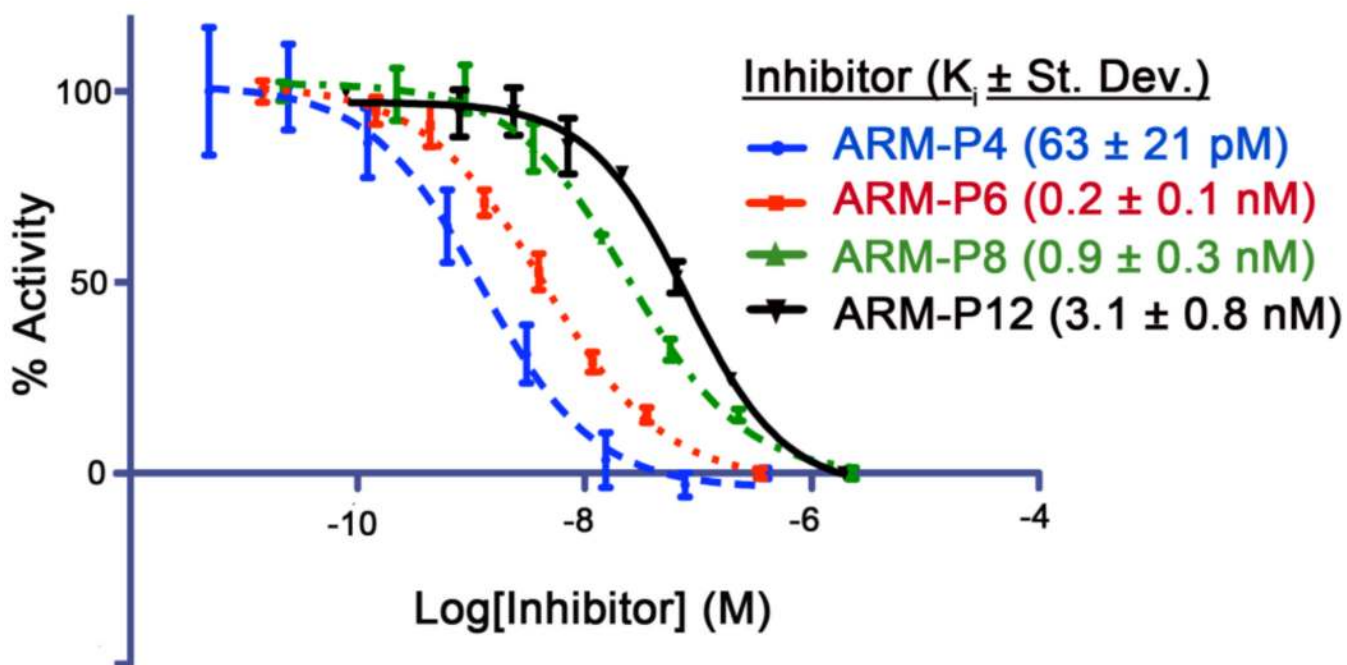 % Activity
100
50
0
-10
-8
-6
-4
Log[Inhibitor] (M)
Inhibitor (Ki ± St. Dev.)
ARM-P4 (63 ± 21 pM)
ARM-P6 (0.2 ± 0.1 nM)
ARM-P8 (0.9 ± 0.3 nM)
ARM-P12 (3.1 ± 0.8 nM)